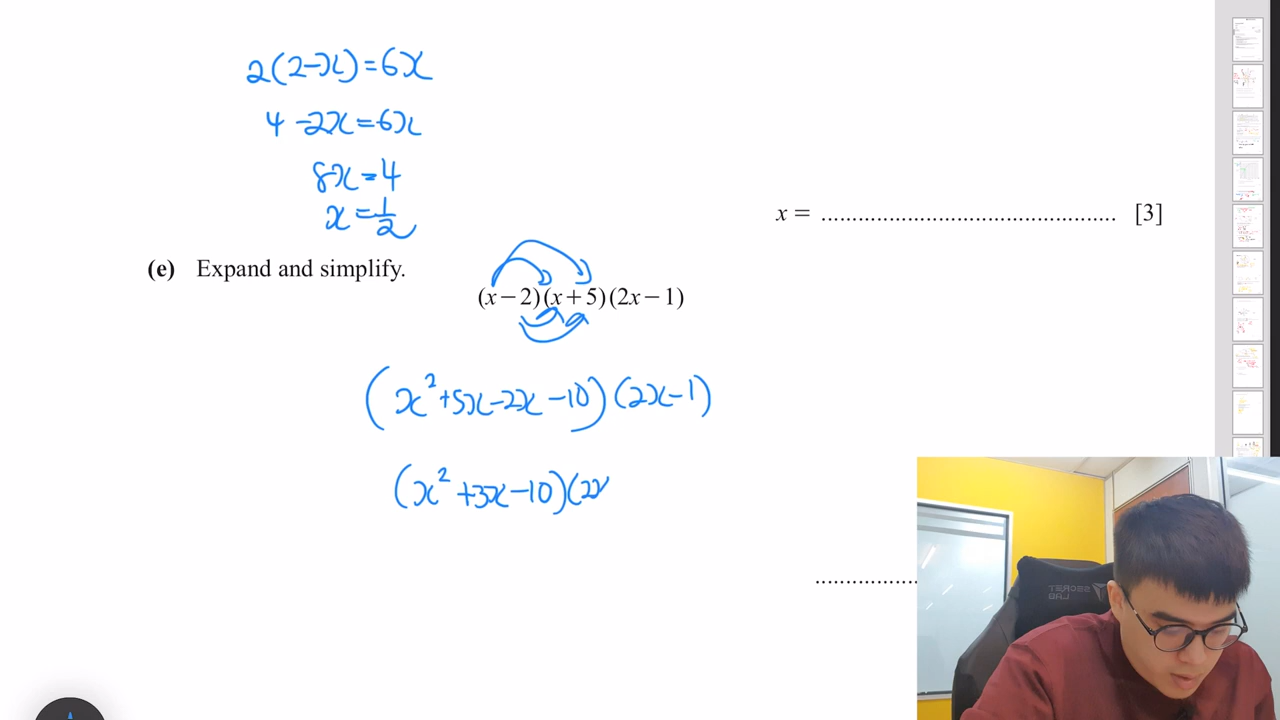 2(2-x)=6x
4-2x=6x
8x=4
x=1/2
x = ................................................ [3]
(e) Expand and simplify.
(x-2)(x+5)(2x-1)
(x²+5x-2x-10)(2x-1)
(x²+3x-10)(2x
.................